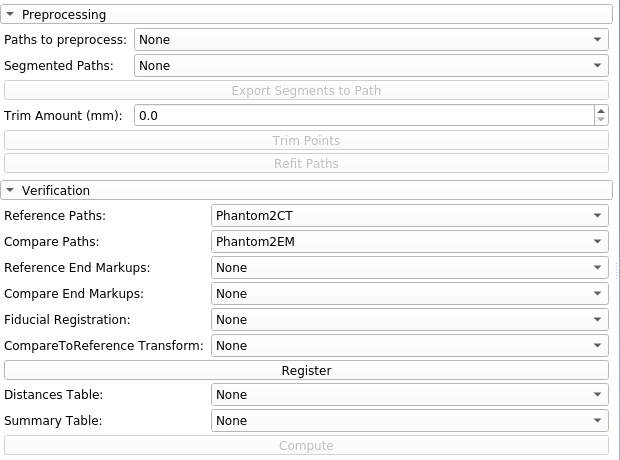 Preprocessing
Paths to preprocess: None
Segmented Paths: None
Export Segments to Path
Trim Amount (mm): 0.0
Trim Points
Refit Paths
Verification
Reference Paths: Phantom2CT
Compare Paths: Phantom2EM
Reference End Markups: None
Compare End Markups: None
Fiducial Registration: None
CompareToReference Transform: None
Register
Distances Table: None
Summary Table: None
Compute